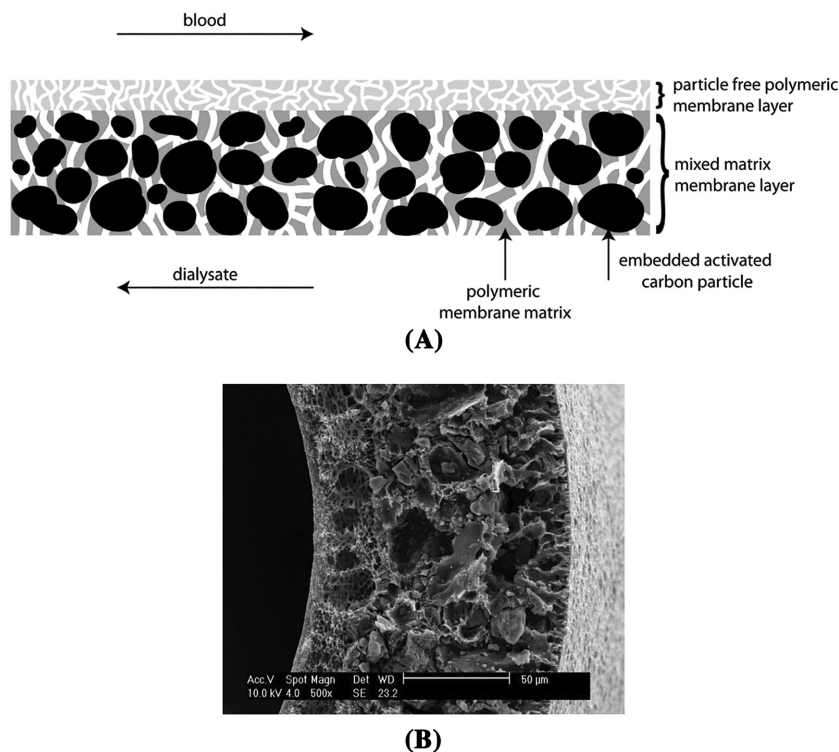 blood
particle free polymeric
membrane layer
mixed matrix
membrane layer
dialysate
embedded activated
carbon particle
polymeric
membrane matrix
(A)
Acc.V Spot Magn Det WD 50 μm
10.0 kV 4.0 500x SE 23.2
(B)